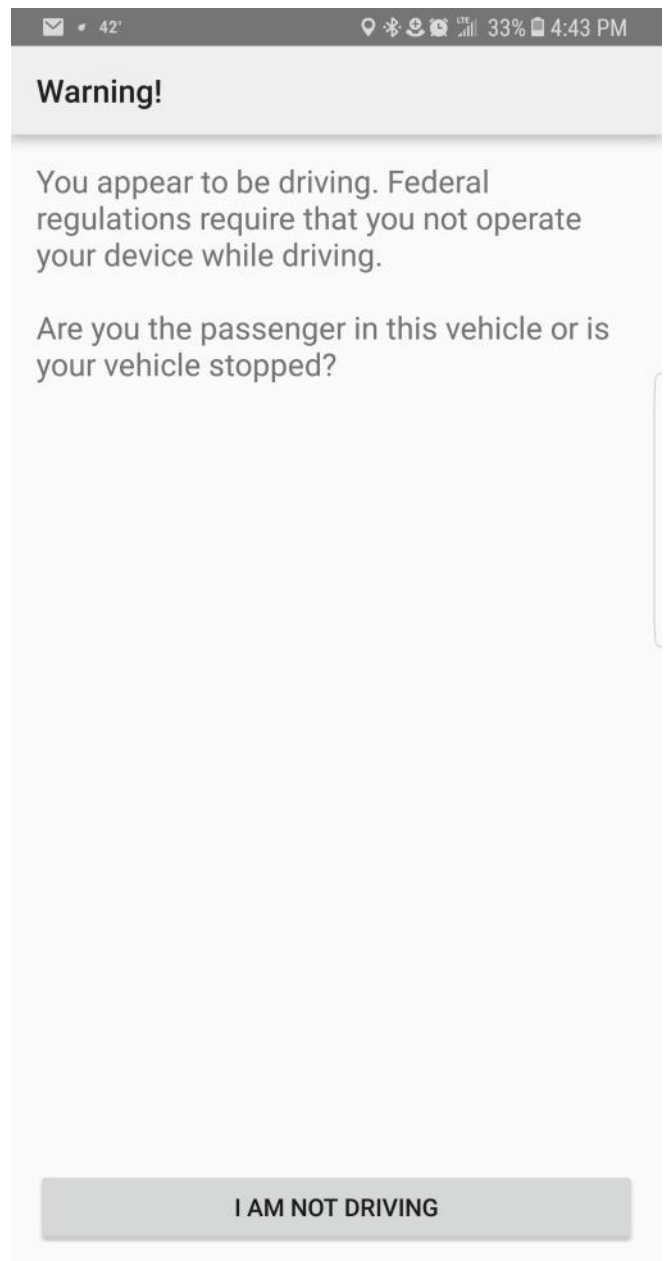 42°
LTE 33% 4:43 PM
Warning!
You appear to be driving. Federal
regulations require that you not operate
your device while driving.
Are you the passenger in this vehicle or is
your vehicle stopped?
I AM NOT DRIVING